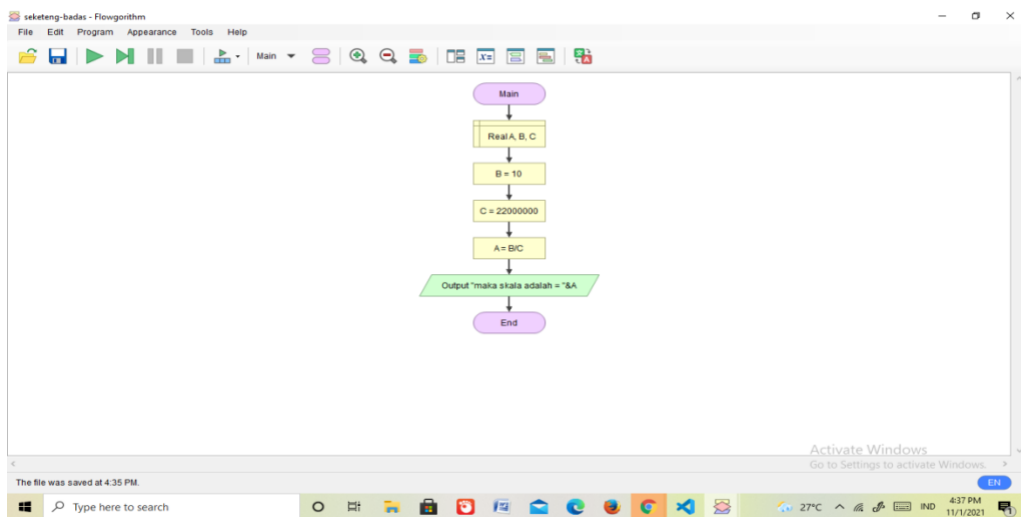 seketeng-badas - Flowgorithm
File Edit Program Appearance Tools Help
Main
Main
Real A, B, C
B = 10
C = 22000000
A = B/C
Output "maka skala adalah = "&A
End
Activate Windows
Go to Settings to activate Windows.
The file was saved at 4:35 PM.
EN
Type here to search
27°C
IND
4:37 PM
11/1/2021